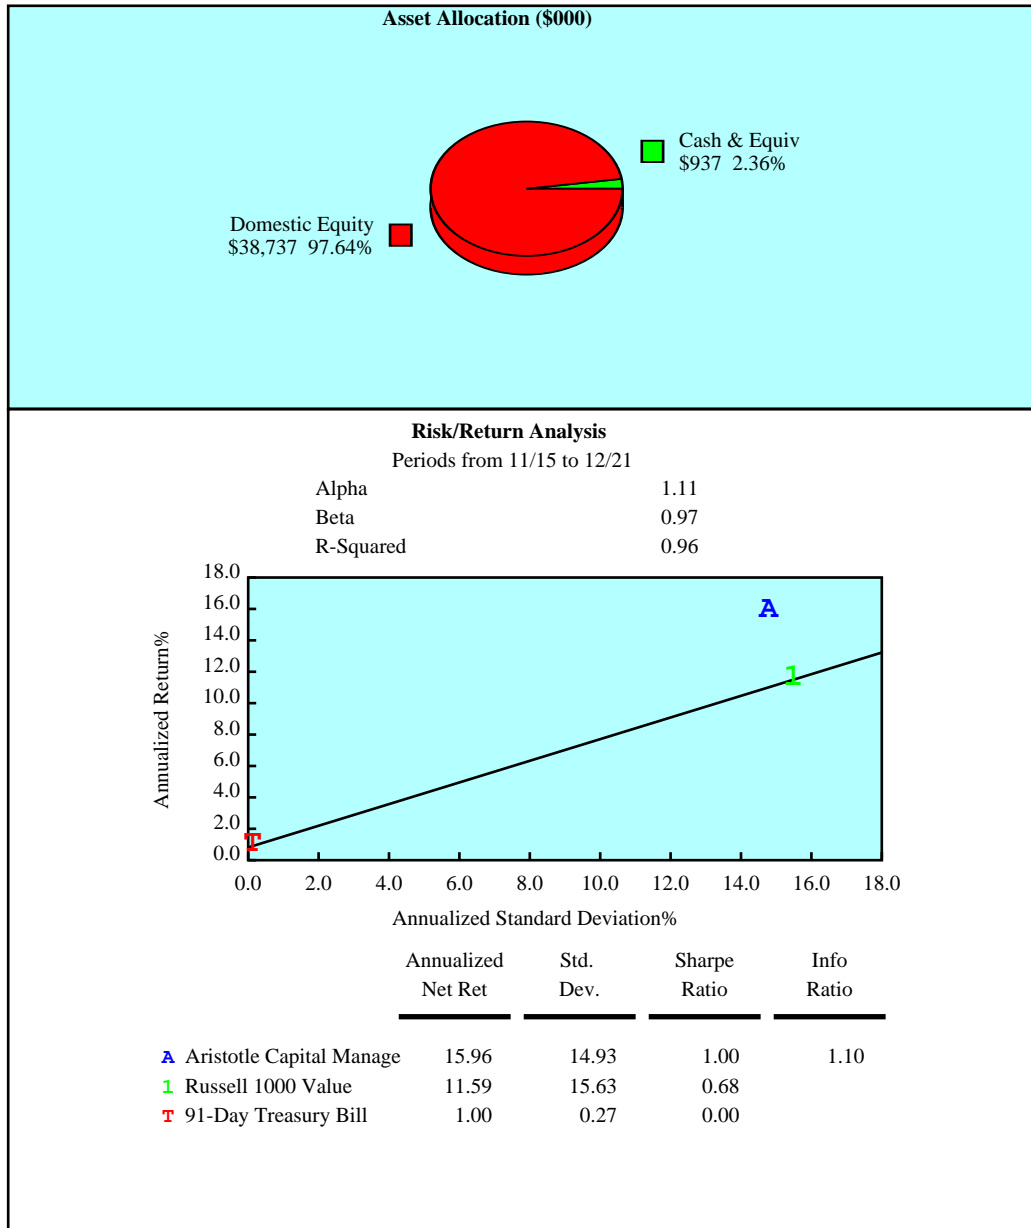 Asset Allocation ($000)
Cash & Equiv
$937 2.36%
Domestic Equity
$38,737 97.64%
Risk/Return Analysis
Periods from 11/15 to 12/21
Alpha 1.11
Beta 0.97
R-Squared 0.96
18.0
16.0
14.0
12.0
10.0
8.0
6.0
4.0
2.0
0.0
Annualized Return%
A
1
T
0.0 2.0 4.0 6.0 8.0 10.0 12.0 14.0 16.0 18.0
Annualized Standard Deviation%
Annualized Std. Sharpe Info
Net Ret Dev. Ratio Ratio
A Aristotle Capital Manage 15.96 14.93 1.00 1.10
1 Russell 1000 Value 11.59 15.63 0.68
T 91-Day Treasury Bill 1.00 0.27 0.00